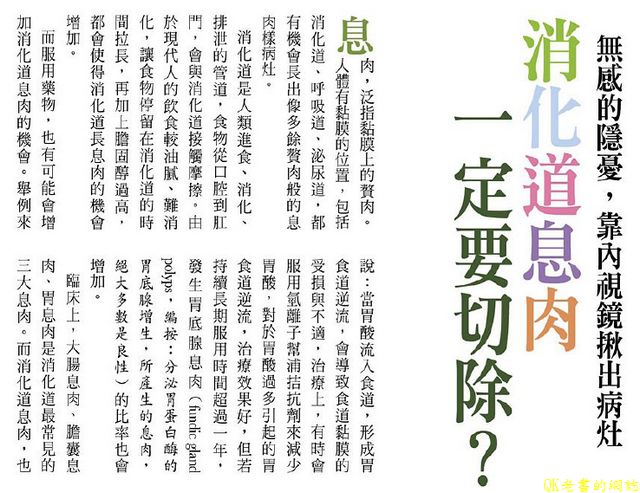 無感的隱憂，靠內視鏡揪出病灶
消化道息肉
一定要切除？
息肉，泛指黏膜上的贅肉。
人體有黏膜的位置，包括
消化道、呼吸道、泌尿道，都
有機會長出像多餘贅肉般的息
肉樣病灶。
消化道是人類進食、消化、
排泄的管道，食物從口腔到肛
門，會與消化道接觸摩擦。由
於現代人的飲食較油膩、難消
化，讓食物停留在消化道的時
間拉長，再加上膽固醇過高，
都會使得消化道長息肉的機會
增加。
而服用藥物，也有可能會增
加消化道息肉的機會。舉例來
說：當胃酸流入食道，形成胃
食道逆流，會導致食道黏膜的
受損與不適，治療上，有時會
服用氫離子幫浦拮抗劑來減少
胃酸，對於胃酸過多引起的胃
食道逆流，治療效果好，但若
持續長期服用時間超過一年，
發生胃底腺息肉（fundic gland
polyps，編按：分泌胃蛋白酶的
胃底腺增生，所產生的息肉，
絕大多數是良性）的比率也會
增加。
臨床上，大腸息肉、膽囊息
肉、胃息肉是消化道最常見的
三大息肉。而消化道息肉，也
QK老書的網站